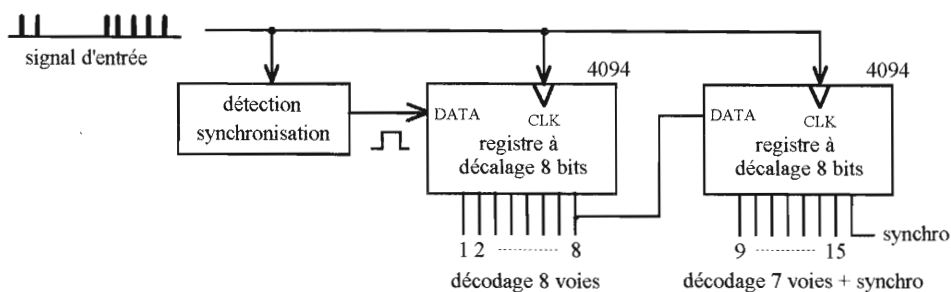 signal d'entrée
détection
synchronisation
4094
DATA
CLK
registre à
décalage 8 bits
1 2 ---------- 8
décodage 8 voies
4094
DATA
CLK
registre à
décalage 8 bits
9 ---------- 15
synchro
décodage 7 voies + synchro